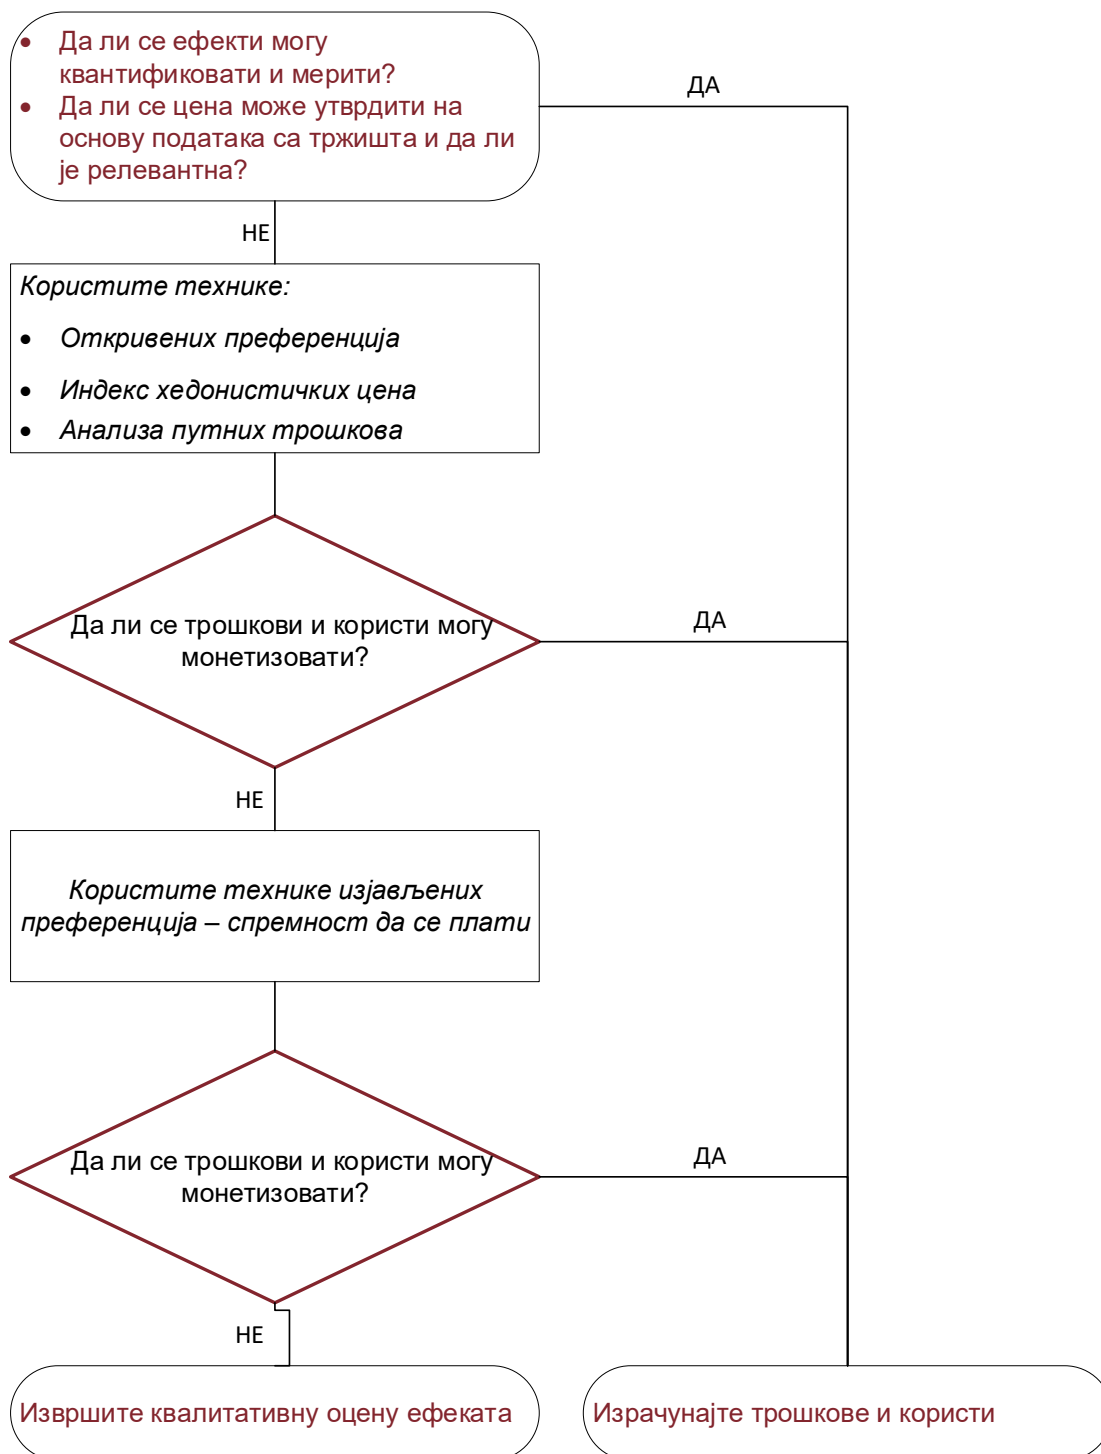 • Да ли се ефекти могу
квантификовати и мерити?
• Да ли се цена може утврдити на
основу података са тржишта и да ли
је релевантна?
ДА
НЕ
Користите технике:
• Откривених преференција
• Индекс хедонистичких цена
• Анализа путних трошкова
Да ли се трошкови и користи могу
монетизовати?
ДА
НЕ
Користите технике изјављених
преференција – спремност да се плати
Да ли се трошкови и користи могу
монетизовати?
ДА
НЕ
Извршите квалитативну оцену ефеката
Израчунајте трошкове и користи